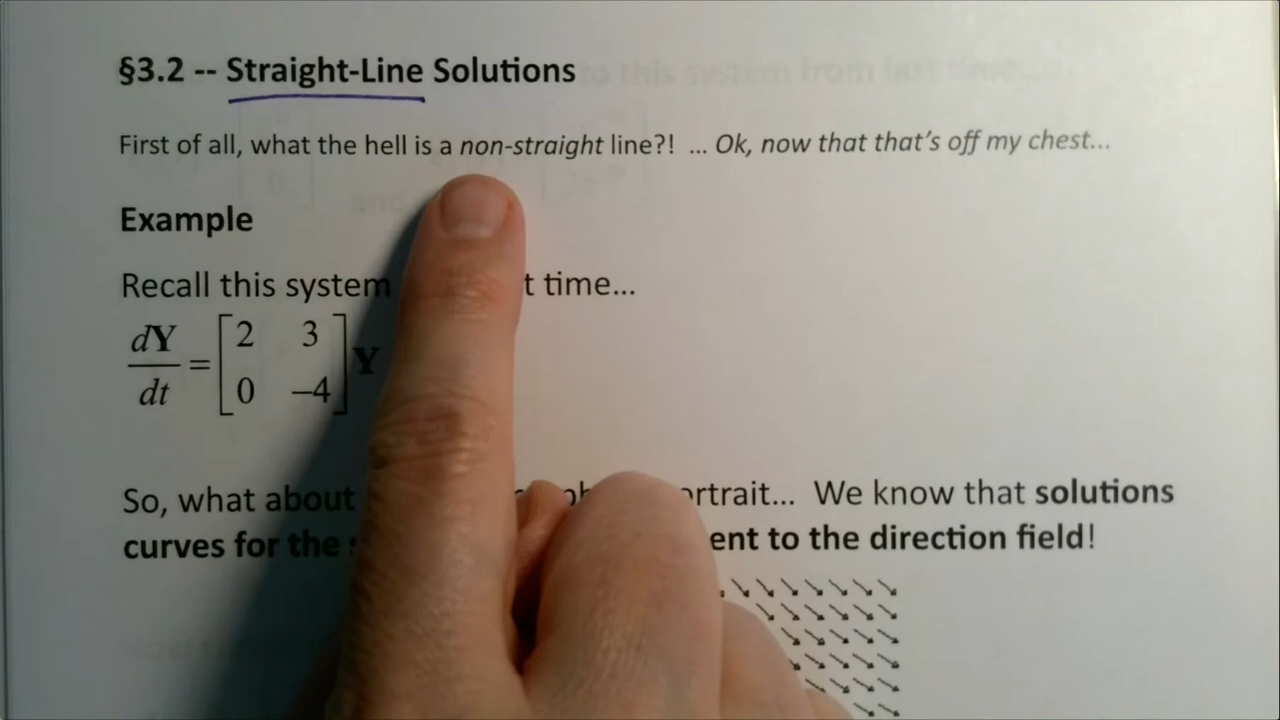 §3.2 -- Straight-Line Solutions
First of all, what the hell is a non-straight line?! ... Ok, now that that's off my chest...
Example
Recall this system t time...
dY/dt = [2 3; 0 −4] Y
So, what about rtrait... We know that solutions
curves for the ent to the direction field!